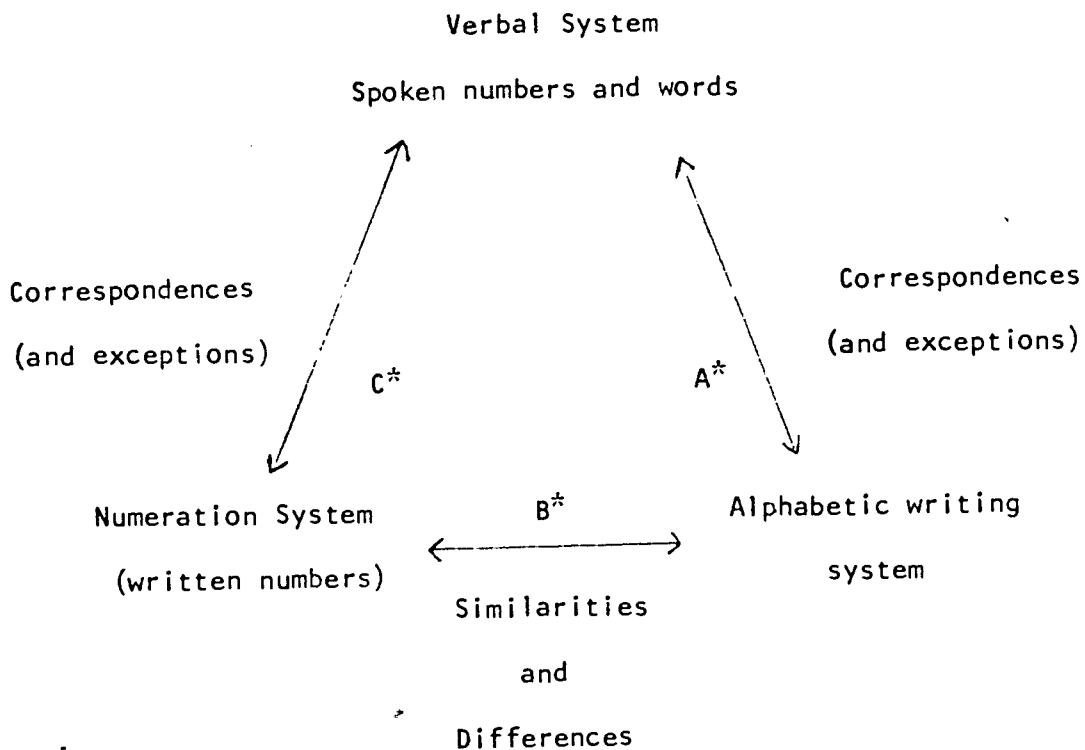 Verbal System
Spoken numbers and words
Correspondences
(and exceptions)
Correspondences
(and exceptions)
C*
A*
Numeration System
(written numbers)
B*
Alphabetic writing
system
Similarities
and
Differences